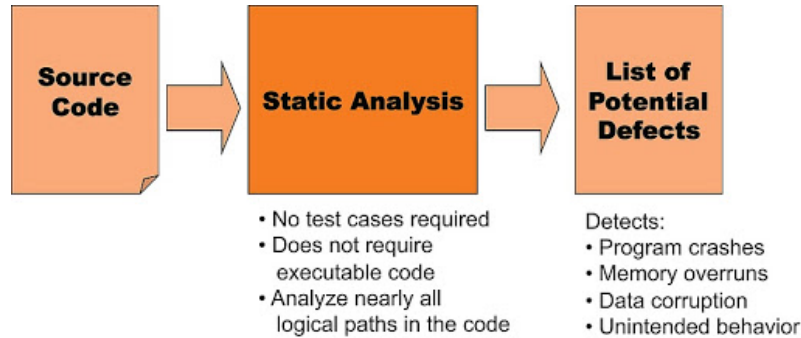 Source
Code
Static Analysis
List of
Potential
Defects
• No test cases required
• Does not require
executable code
• Analyze nearly all
logical paths in the code
Detects:
• Program crashes
• Memory overruns
• Data corruption
• Unintended behavior